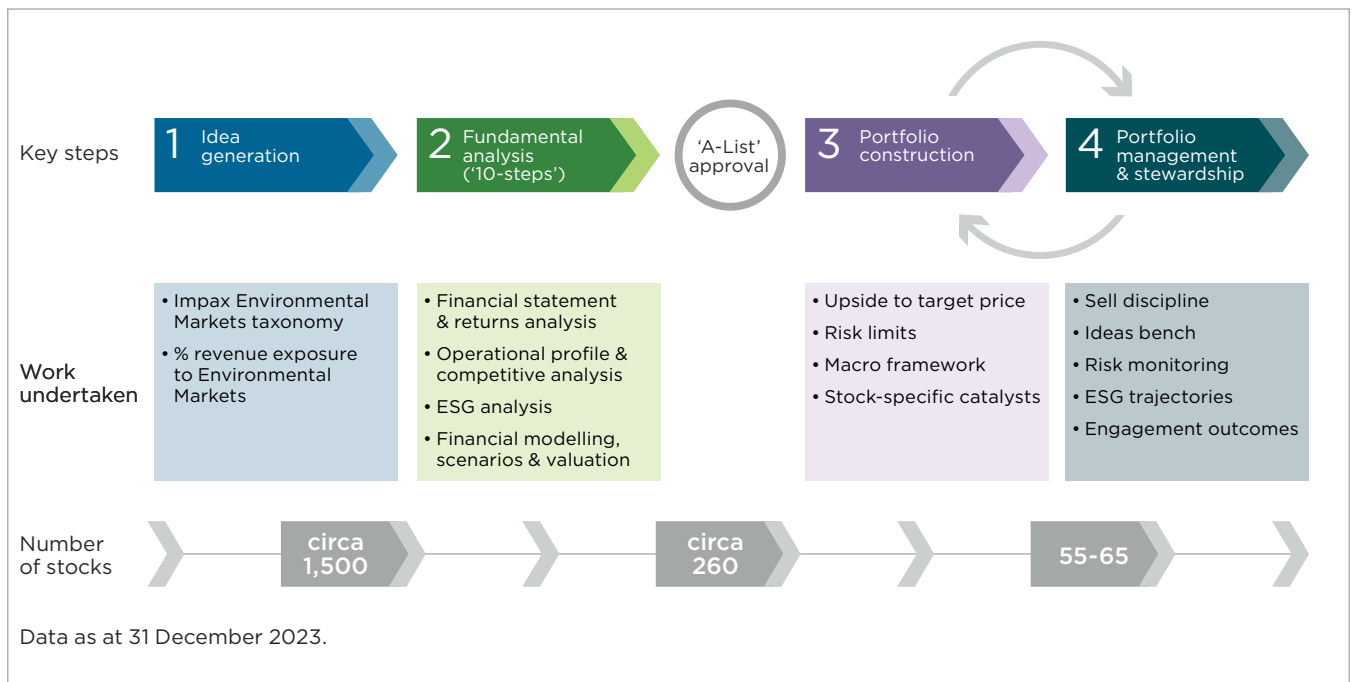 Key steps
1 Idea
generation
2 Fundamental
analysis
(‘10-steps’)
‘A-List’
approval
3 Portfolio
construction
4 Portfolio
management
& stewardship
Work
undertaken
• Impax Environmental
Markets taxonomy
• % revenue exposure
to Environmental
Markets
• Financial statement
& returns analysis
• Operational profile &
competitive analysis
• ESG analysis
• Financial modelling,
scenarios & valuation
• Upside to target price
• Risk limits
• Macro framework
• Stock-specific catalysts
• Sell discipline
• Ideas bench
• Risk monitoring
• ESG trajectories
• Engagement outcomes
Number
of stocks
circa
1,500
circa
260
55-65
Data as at 31 December 2023.